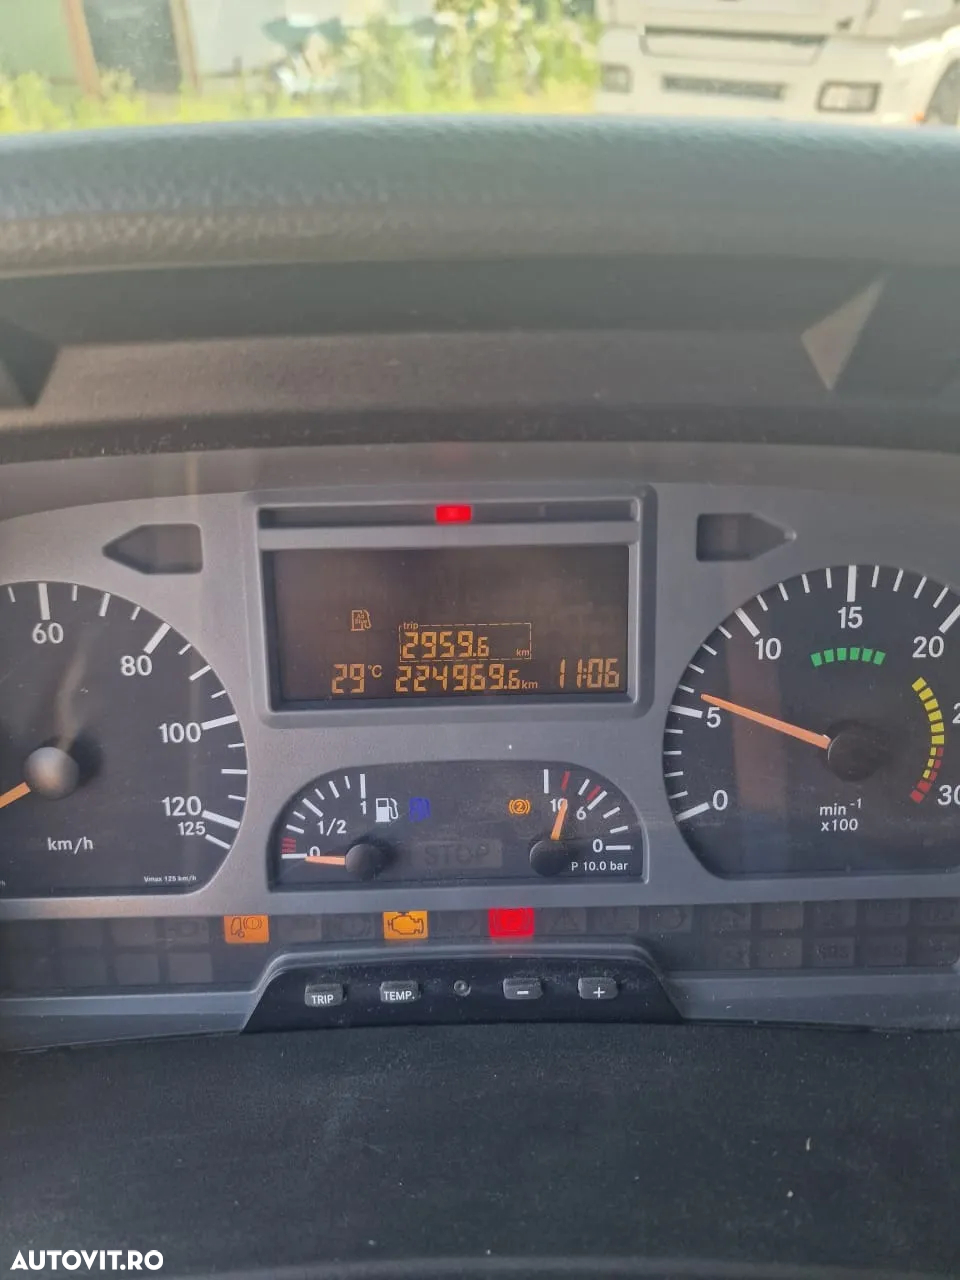 60
80
100
120
125
km/h
Vmax 125 km/h
trip
2959.6 km
29°C 224969.6 km 11:06
0
1/2
1
STOP
10
6
0
P 10.0 bar
0
5
10
15
20
30
min-1
x100
TRIP
TEMP.
-
+
AUTOVIT.RO